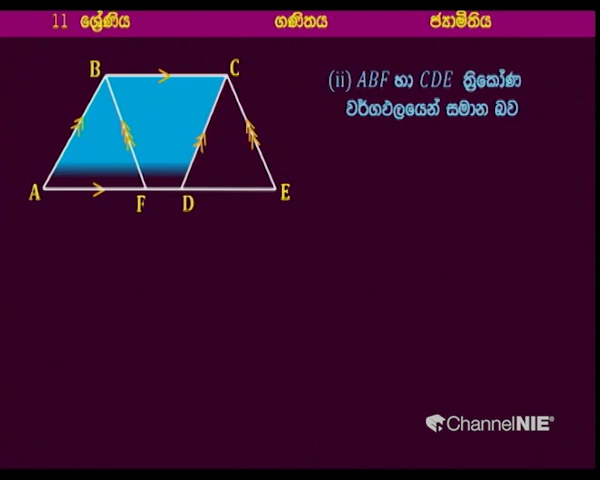 11 ශ්‍රේණිය ගණිතය ජ්‍යාමිතිය
B C
A F D E
(ii) ABF හා CDE ත්‍රිකෝණ
වර්ගඵලයෙන් සමාන බව
ChannelNIE®